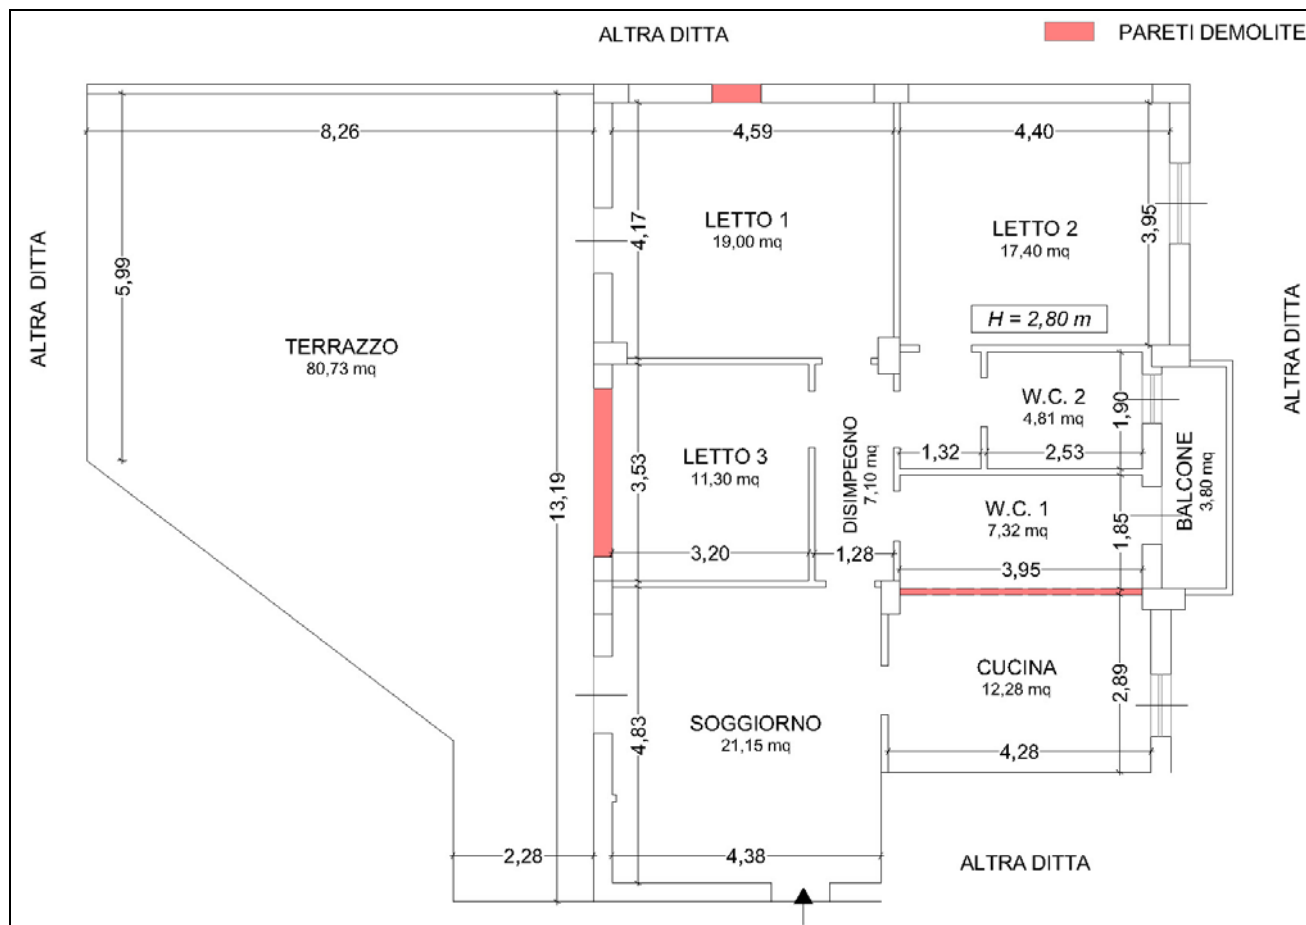 ALTRA DITTA
PARETI DEMOLITE
8,26
4,59
4,40
5,99
4,17
3,95
LETTO 1
19,00 mq
LETTO 2
17,40 mq
ALTRA DITTA
H = 2,80 m
ALTRA DITTA
TERRAZZO
80,73 mq
W.C. 2
4,81 mq
1,90
LETTO 3
11,30 mq
3,53
13,19
DISIMPEGNO
7,10 mq
1,32
2,53
BALCONE
3,80 mq
W.C. 1
7,32 mq
1,85
3,20
1,28
3,95
CUCINA
12,28 mq
2,89
SOGGIORNO
21,15 mq
4,83
4,28
2,28
4,38
ALTRA DITTA